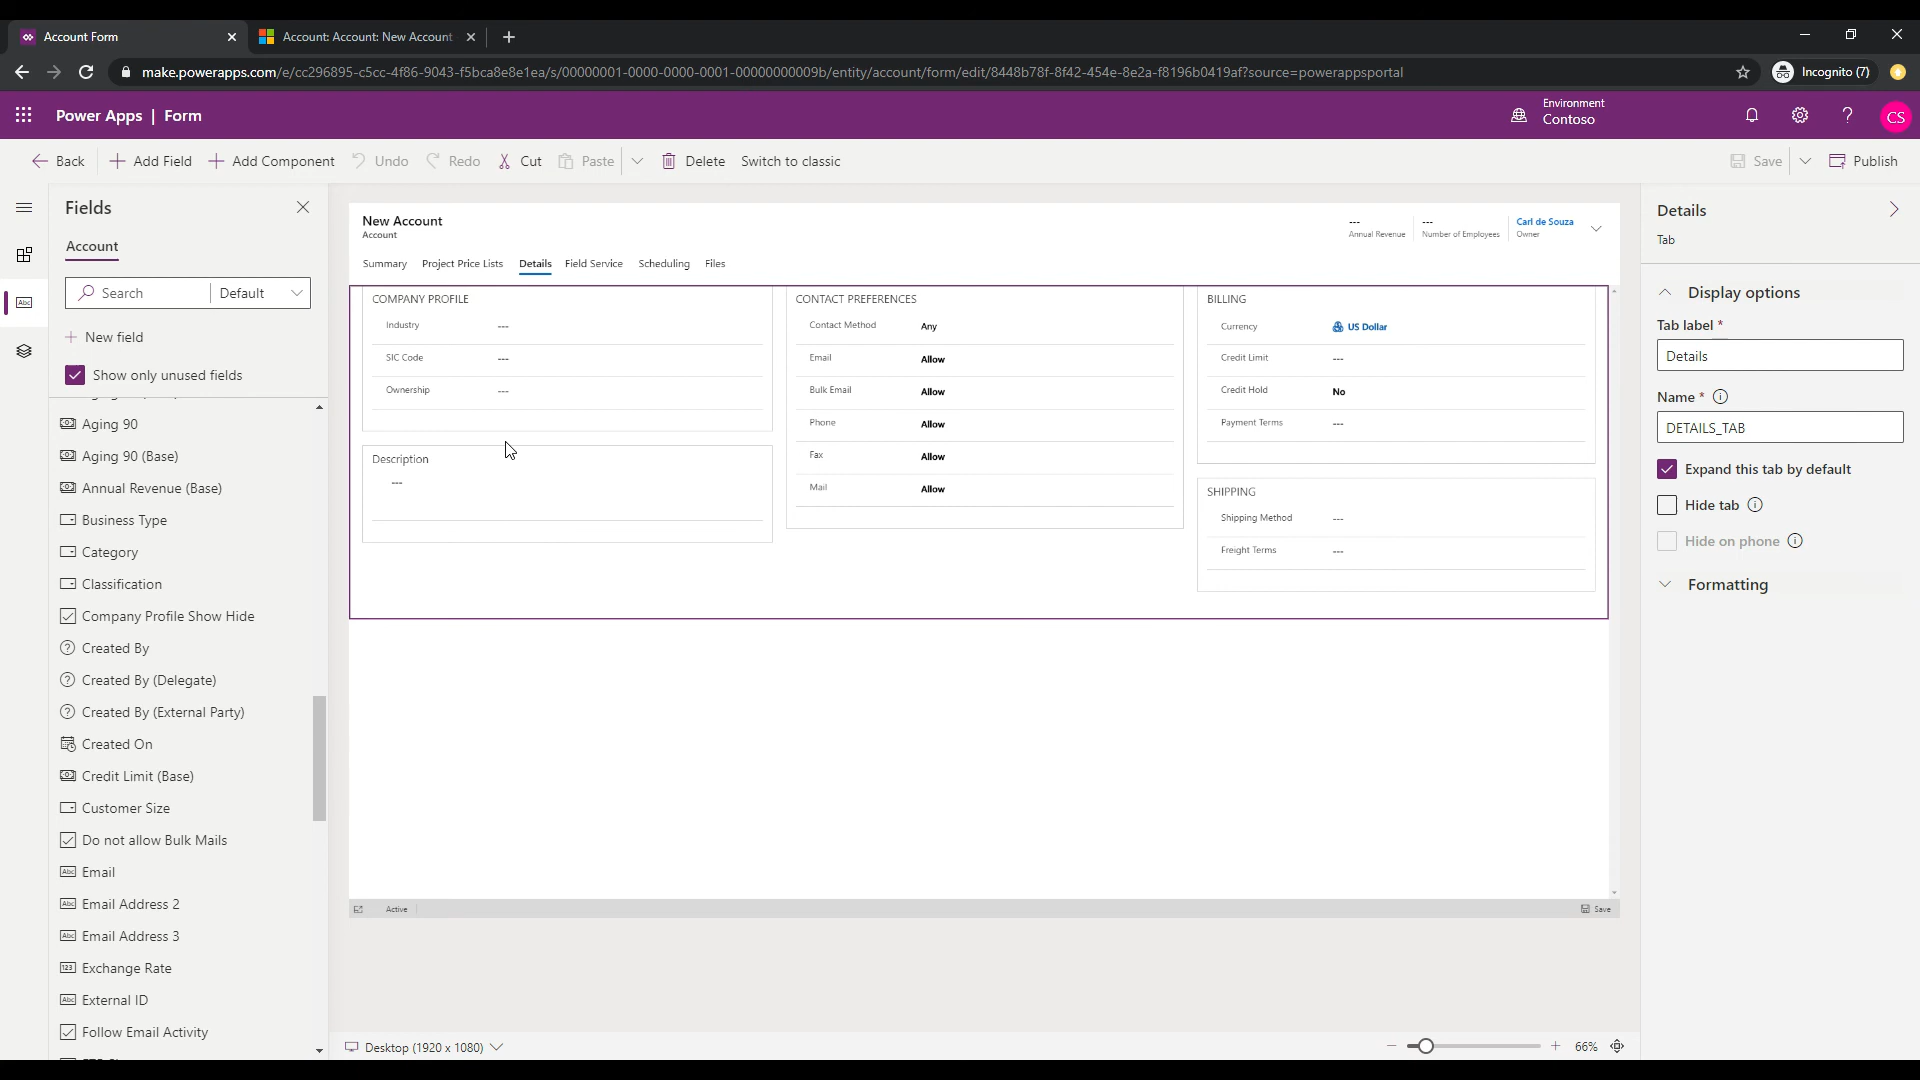 Account Form
Account: Account: New Account
make.powerapps.com/e/cc296895-c5cc-4f86-9043-f5bca8e8e1ea/s/00000001-0000-0000-0001-00000000009b/entity/account/form/edit/8448b78f-8f42-454e-8e2a-f8196b0419af?source=powerappsportal
Incognito (7)
Power Apps | Form
Environment
Contoso
CS
Back
Add Field
Add Component
Undo
Redo
Cut
Paste
Delete
Switch to classic
Save
Publish
Fields
Account
Search
Default
New field
Show only unused fields
Aging 90
Aging 90 (Base)
Annual Revenue (Base)
Business Type
Category
Classification
Company Profile Show Hide
Created By
Created By (Delegate)
Created By (External Party)
Created On
Credit Limit (Base)
Customer Size
Do not allow Bulk Mails
Email
Email Address 2
Email Address 3
Exchange Rate
External ID
Follow Email Activity
New Account
Account
---
Annual Revenue
---
Number of Employees
Carl de Souza
Owner
Summary
Project Price Lists
Details
Field Service
Scheduling
Files
COMPANY PROFILE
Industry ---
SIC Code ---
Ownership ---
Description
---
CONTACT PREFERENCES
Contact Method Any
Email Allow
Bulk Email Allow
Phone Allow
Fax Allow
Mail Allow
BILLING
Currency US Dollar
Credit Limit ---
Credit Hold No
Payment Terms ---
SHIPPING
Shipping Method ---
Freight Terms ---
Active
Save
Desktop (1920 x 1080)
66%
Details
Tab
Display options
Tab label *
Details
Name *
DETAILS_TAB
Expand this tab by default
Hide tab
Hide on phone
Formatting